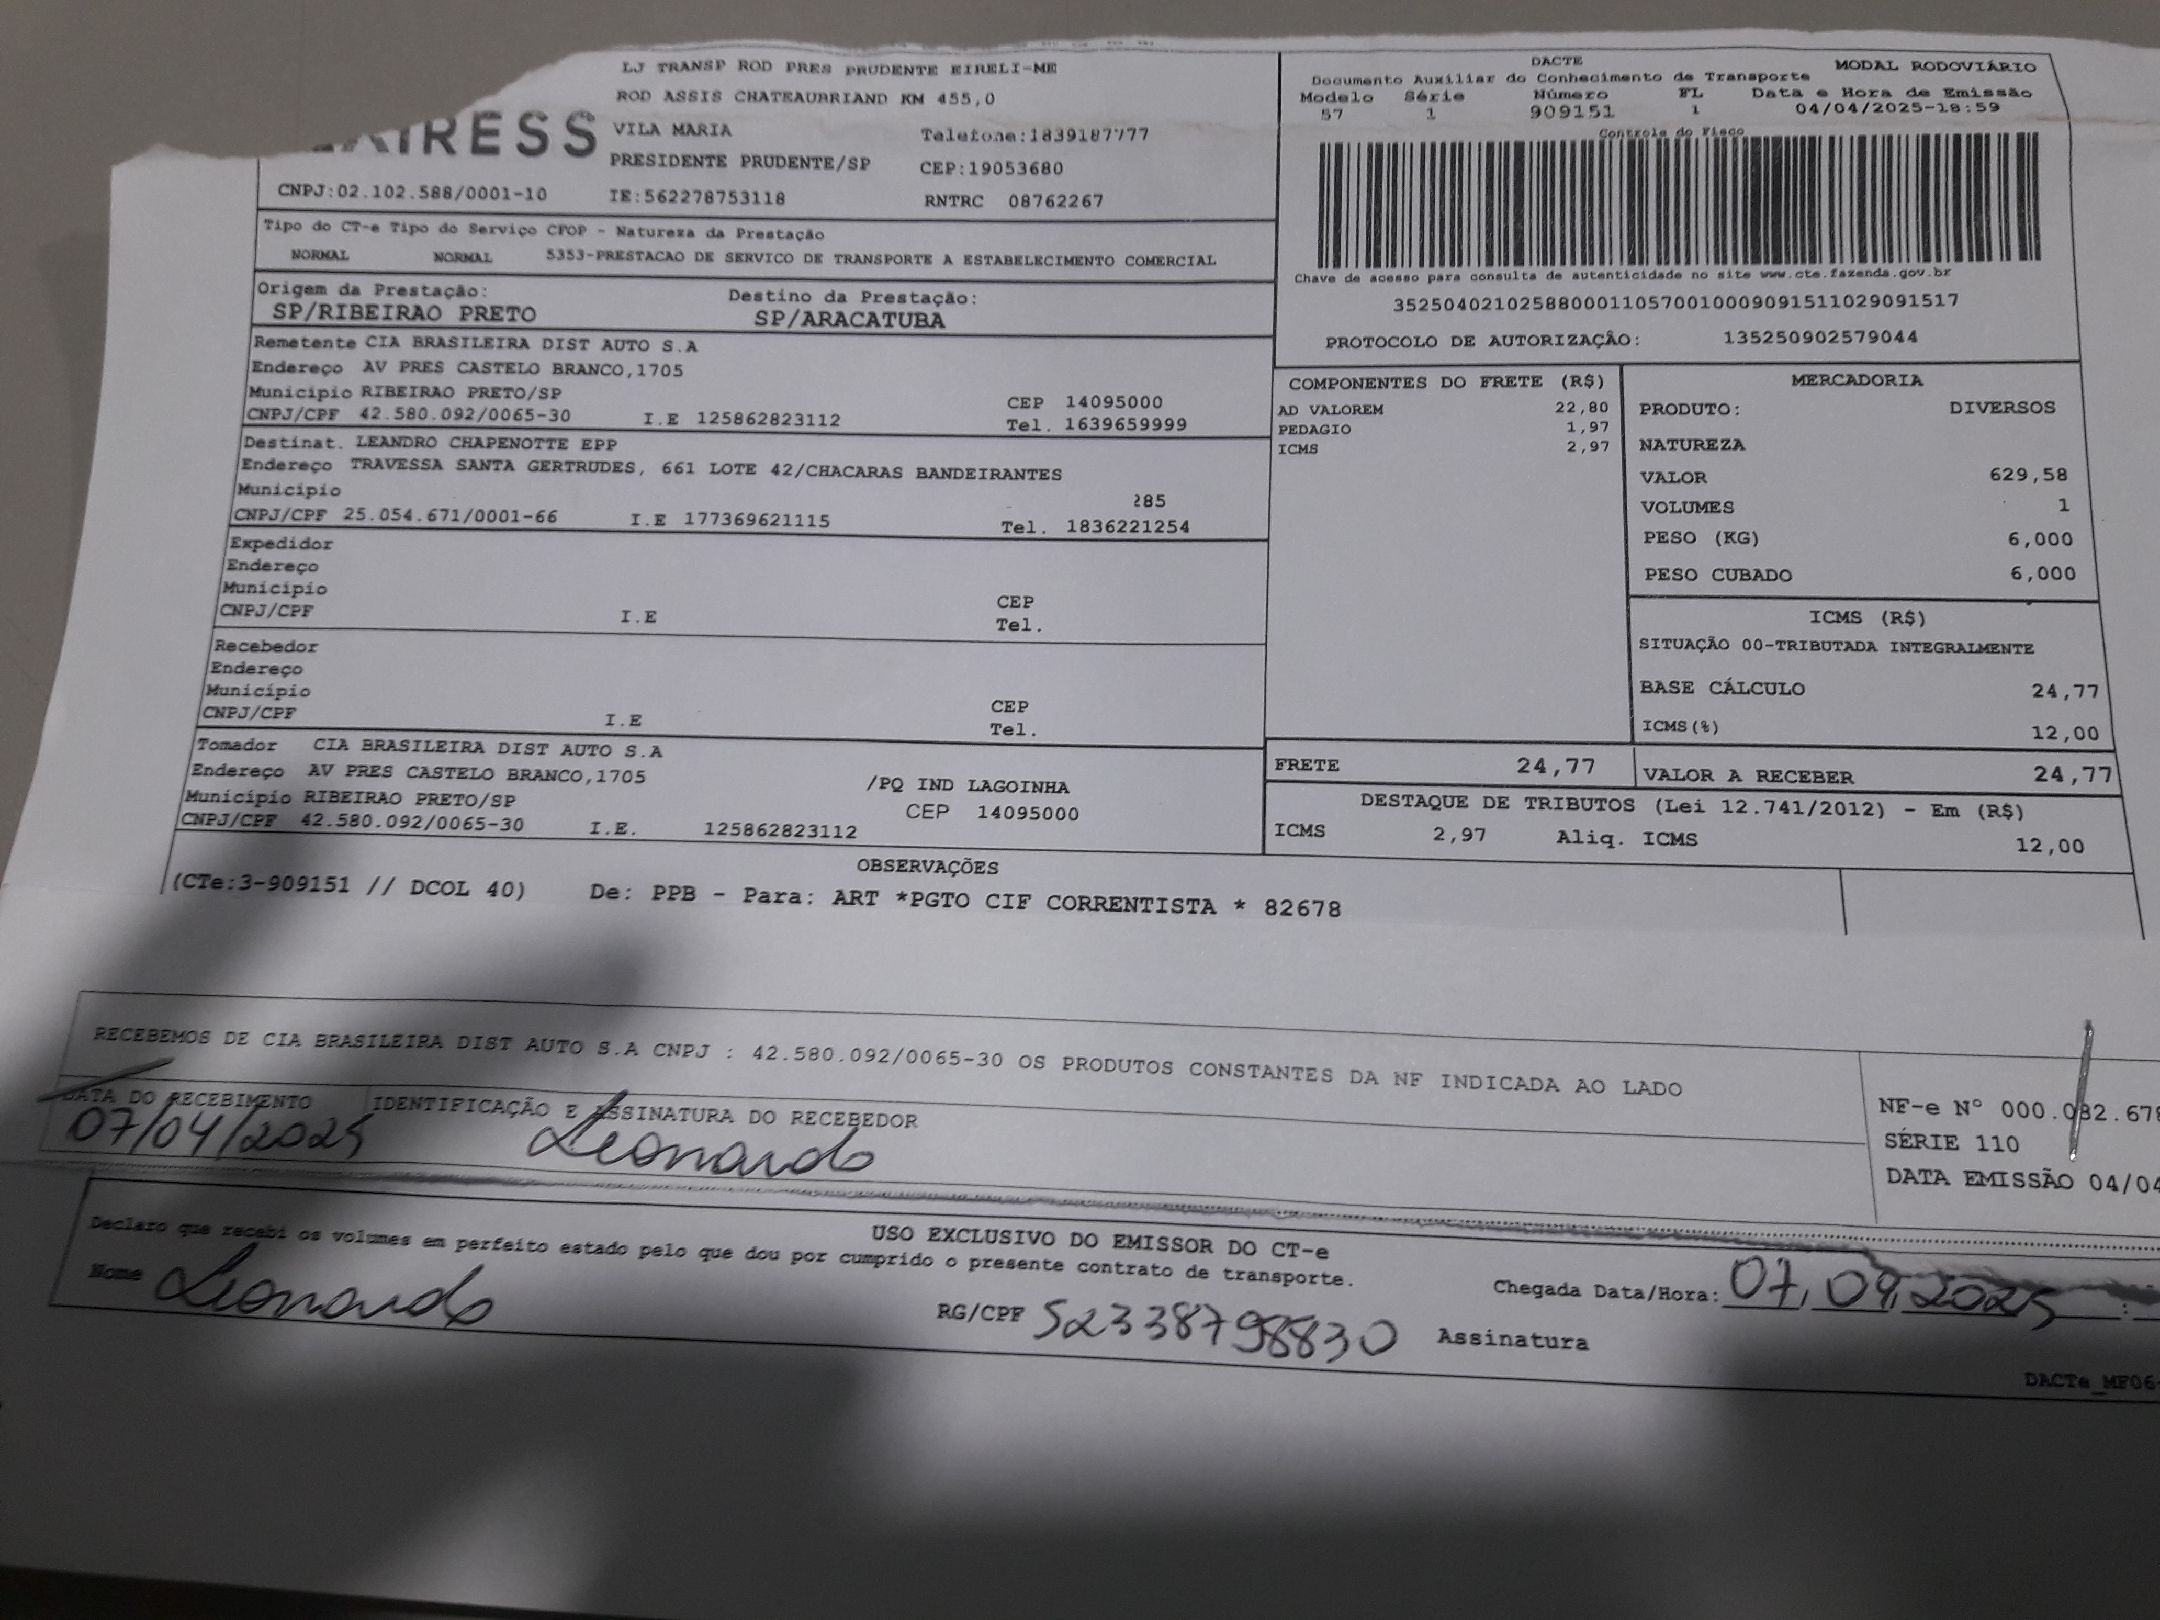 LJ TRANSP ROD PRES PRUDENTE EIRELI-ME
ROD ASSIS CHATEAUBRIAND KM 455,0
AIRESS
VILA MARIA Telefone:1839187777
PRESIDENTE PRUDENTE/SP CEP:19053680
CNPJ:02.102.588/0001-10 IE:562278753118 RNTRC 08762267
DACTE MODAL RODOVIÁRIO
Documento Auxiliar do Conhecimento de Transporte
Modelo Série Número FL Data e Hora de Emissão
57 1 909151 1 04/04/2025-18:59
Controle do Fisco
Chave de acesso para consulta de autenticidade no site www.cte.fazenda.gov.br
35250402102588000110570010009091511029091517
PROTOCOLO DE AUTORIZAÇÃO: 135250902579044
Tipo do CT-e Tipo do Serviço CFOP - Natureza da Prestação
NORMAL NORMAL 5353-PRESTACAO DE SERVICO DE TRANSPORTE A ESTABELECIMENTO COMERCIAL
Origem da Prestação: Destino da Prestação:
SP/RIBEIRAO PRETO SP/ARACATUBA
Remetente CIA BRASILEIRA DIST AUTO S.A
Endereço AV PRES CASTELO BRANCO,1705
Município RIBEIRAO PRETO/SP CEP 14095000
CNPJ/CPF 42.580.092/0065-30 I.E 125862823112 Tel. 1639659999
Destinat. LEANDRO CHAPENOTTE EPP
Endereço TRAVESSA SANTA GERTRUDES, 661 LOTE 42/CHACARAS BANDEIRANTES
Município 285
CNPJ/CPF 25.054.671/0001-66 I.E 177369621115 Tel. 1836221254
Expedidor
Endereço
Município CEP
CNPJ/CPF I.E Tel.
Recebedor
Endereço
Município CEP
CNPJ/CPF I.E Tel.
Tomador CIA BRASILEIRA DIST AUTO S.A
Endereço AV PRES CASTELO BRANCO,1705 /PQ IND LAGOINHA
Município RIBEIRAO PRETO/SP CEP 14095000
CNPJ/CPF 42.580.092/0065-30 I.E. 125862823112
COMPONENTES DO FRETE (R$)
AD VALOREM 22,80
PEDAGIO 1,97
ICMS 2,97
MERCADORIA
PRODUTO: DIVERSOS
NATUREZA
VALOR 629,58
VOLUMES 1
PESO (KG) 6,000
PESO CUBADO 6,000
ICMS (R$)
SITUAÇÃO 00-TRIBUTADA INTEGRALMENTE
BASE CÁLCULO 24,77
ICMS(%) 12,00
FRETE 24,77 VALOR A RECEBER 24,77
DESTAQUE DE TRIBUTOS (Lei 12.741/2012) - Em (R$)
ICMS 2,97 Aliq. ICMS 12,00
OBSERVAÇÕES
(CTe:3-909151 // DCOL 40) De: PPB - Para: ART *PGTO CIF CORRENTISTA * 82678
RECEBEMOS DE CIA BRASILEIRA DIST AUTO S.A CNPJ : 42.580.092/0065-30 OS PRODUTOS CONSTANTES DA NF INDICADA AO LADO
DATA DO RECEBIMENTO IDENTIFICAÇÃO E ASSINATURA DO RECEBEDOR
07/04/2025 Leonardo
NF-e Nº 000.082.678
SÉRIE 110
DATA EMISSÃO 04/04
USO EXCLUSIVO DO EMISSOR DO CT-e
Declaro que recebi os volumes em perfeito estado pelo que dou por cumprido o presente contrato de transporte.
Nome Leonardo RG/CPF 52338798830 Chegada Data/Hora: 07,04,2025 :
Assinatura
DACTe_MF06